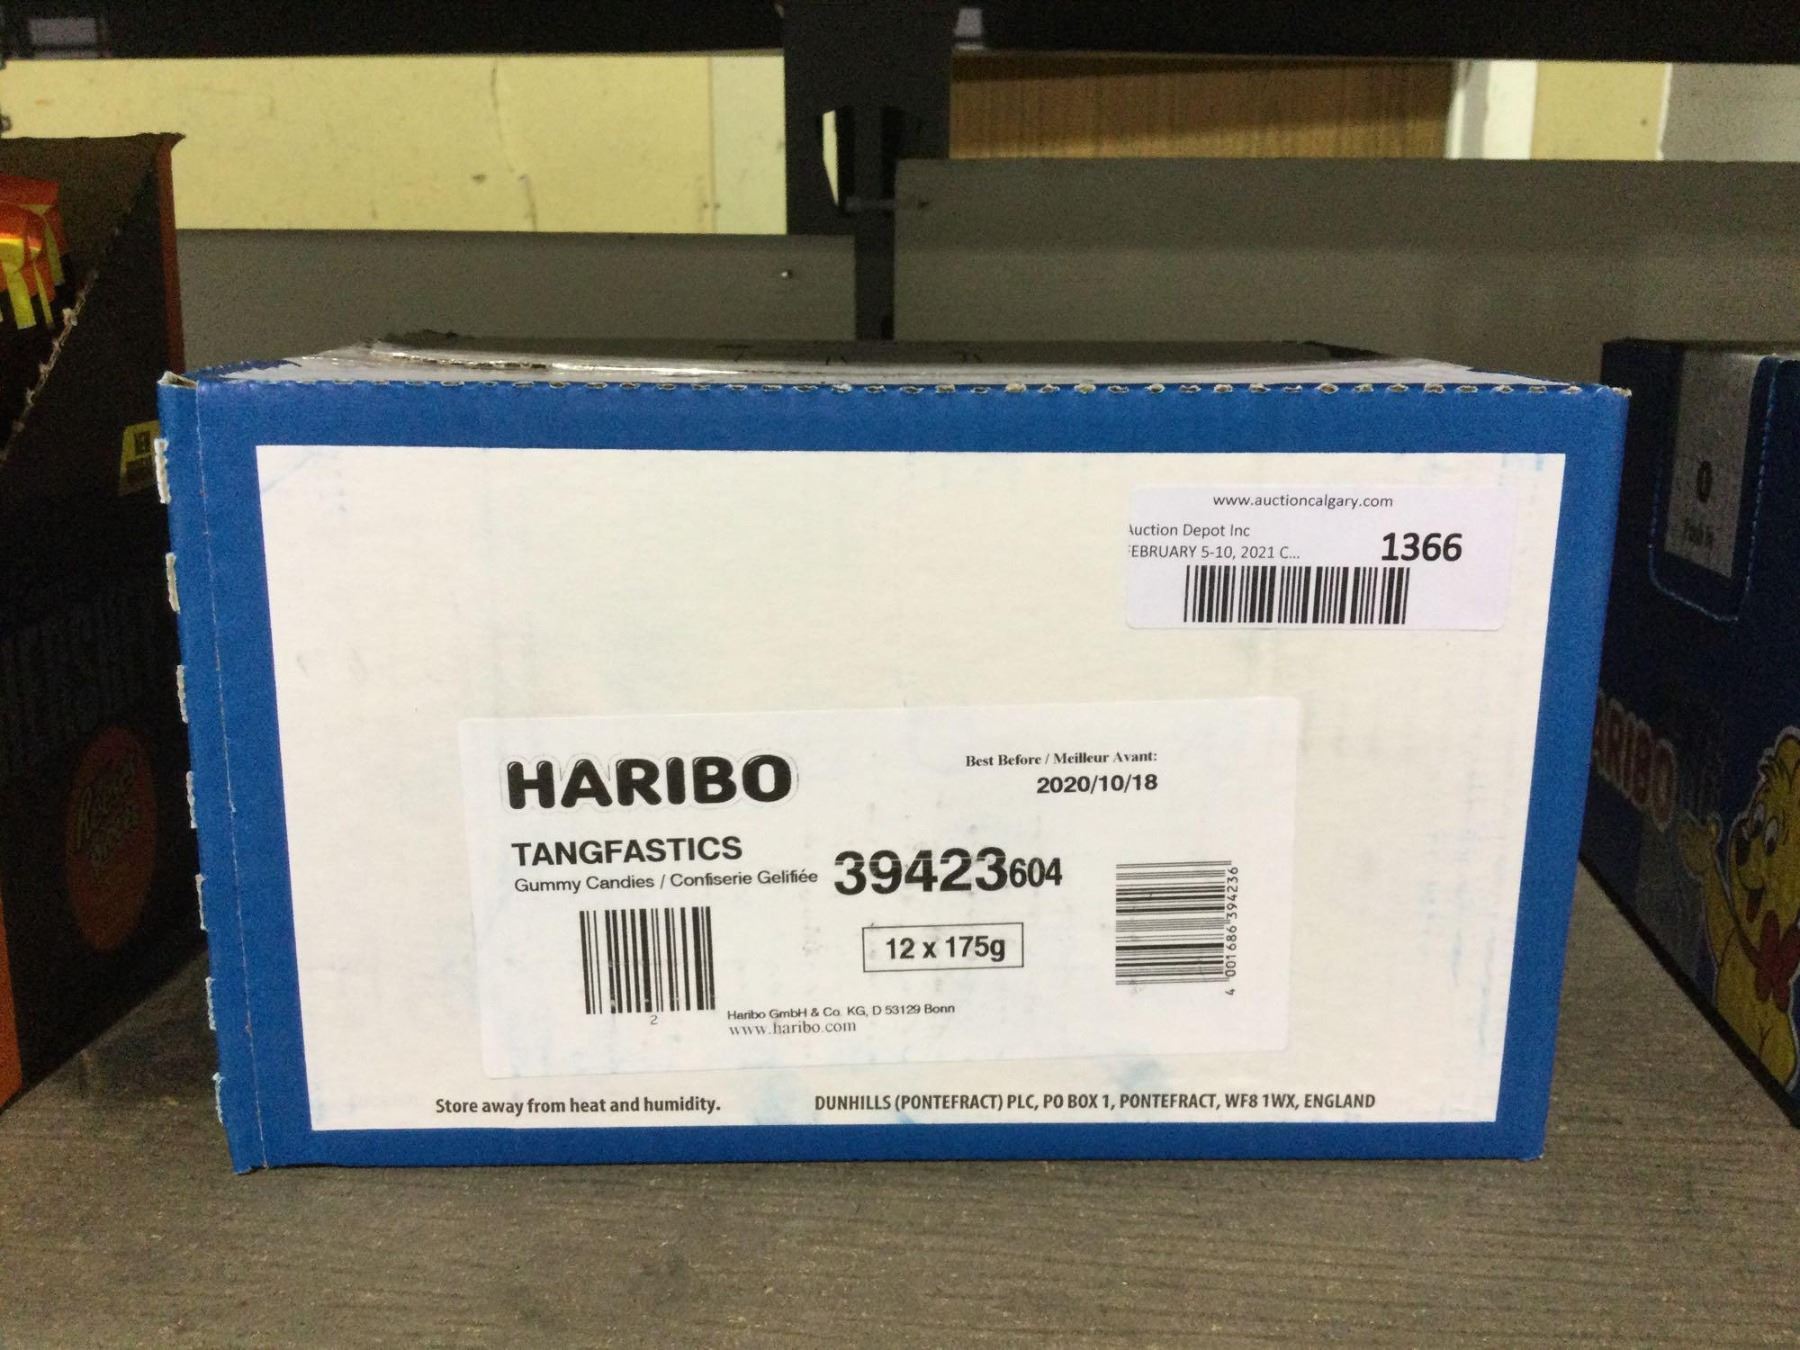 www.auctioncalgary.com
Auction Depot Inc
EBRUARY 5-10, 2021 C...
1366
HARIBO
Best Before / Meilleur Avant:
2020/10/18
TANGFASTICS
Gummy Candies / Confiserie Gelifiée
39423604
12 x 175g
4 001686 394236
2
Haribo GmbH & Co. KG, D 53129 Bonn
www.haribo.com
Store away from heat and humidity.
DUNHILLS (PONTEFRACT) PLC, PO BOX 1, PONTEFRACT, WF8 1WX, ENGLAND
ARIBO